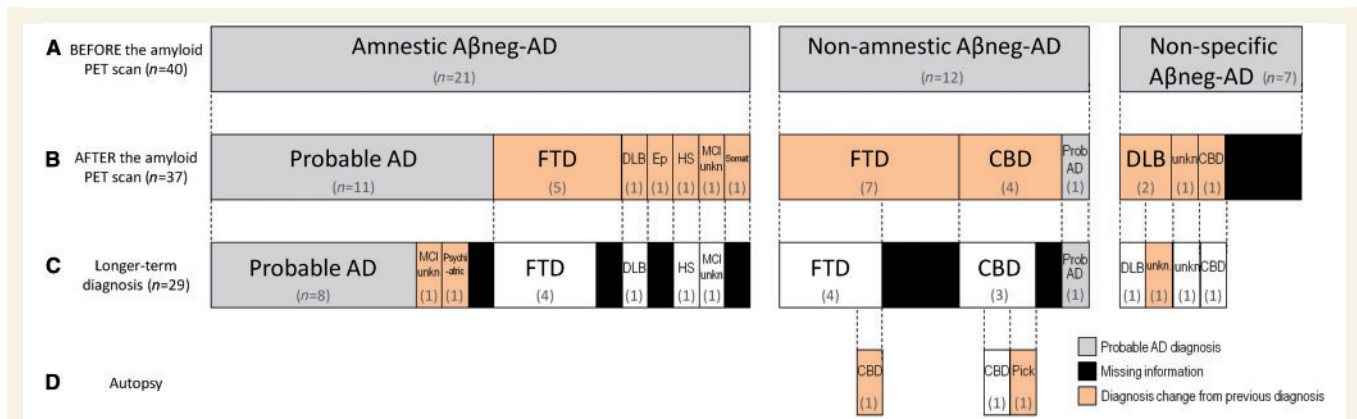 A
BEFORE the amyloid
PET scan (n=40)
Amnestic Aβneg-AD
(n=21)
Non-amnestic Aβneg-AD
(n=12)
Non-specific
Aβneg-AD (n=7)
B
AFTER the amyloid
PET scan (n=37)
Probable AD
(n=11)
FTD
(5)
DLB
(1)
Ep
(1)
HS
(1)
MCI
unkn
(1)
Somat
(1)
FTD
(7)
CBD
(4)
Prob
AD
(1)
DLB
(2)
unkn
(1)
CBD
(1)
C
Longer-term
diagnosis (n=29)
Probable AD
(n=8)
MCI
unkn
(1)
Psychi
-atric
(1)
FTD
(4)
DLB
(1)
HS
(1)
MCI
unkn
(1)
FTD
(4)
CBD
(3)
Prob
AD
(1)
DLB
(1)
unkn.
(1)
unkn
(1)
CBD
(1)
D
Autopsy
CBD
(1)
CBD
(1)
Pick
(1)
Probable AD diagnosis
Missing information
Diagnosis change from previous diagnosis